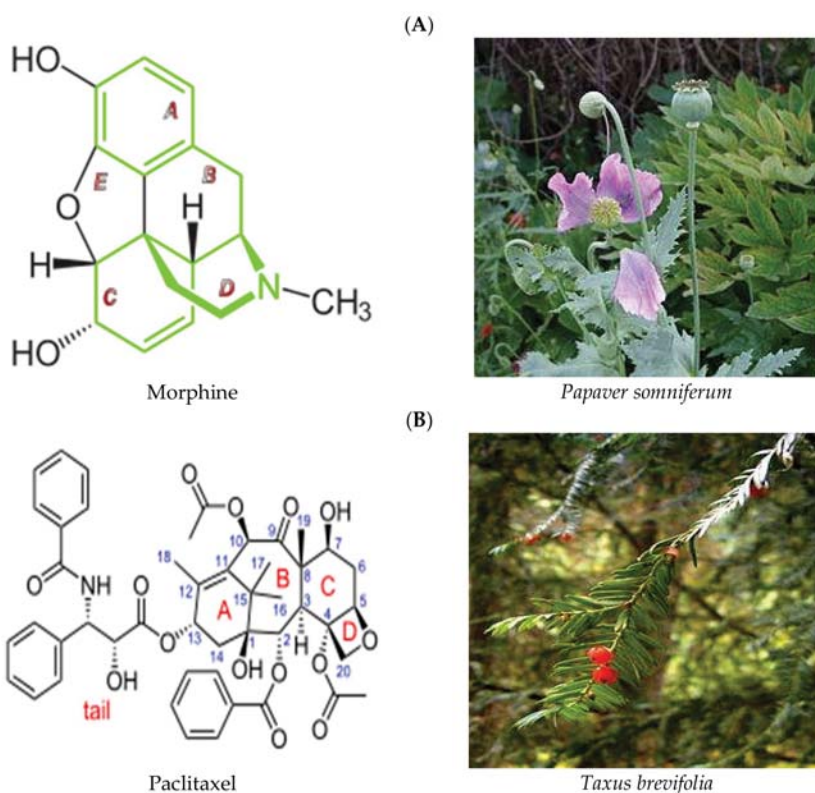 (A)
HO
A
E
B
O
H
H
C
D
N
CH3
HO
Morphine
Papaver somniferum
(B)
O
O
O
19
OH
10
9
7
18
11
17
8
6
O
NH
O
12
15
B
C
16
3
5
A
4
D
O
13
1
2
H
O
14
OH
O
O
20
OH
O
O
tail
Paclitaxel
Taxus brevifolia